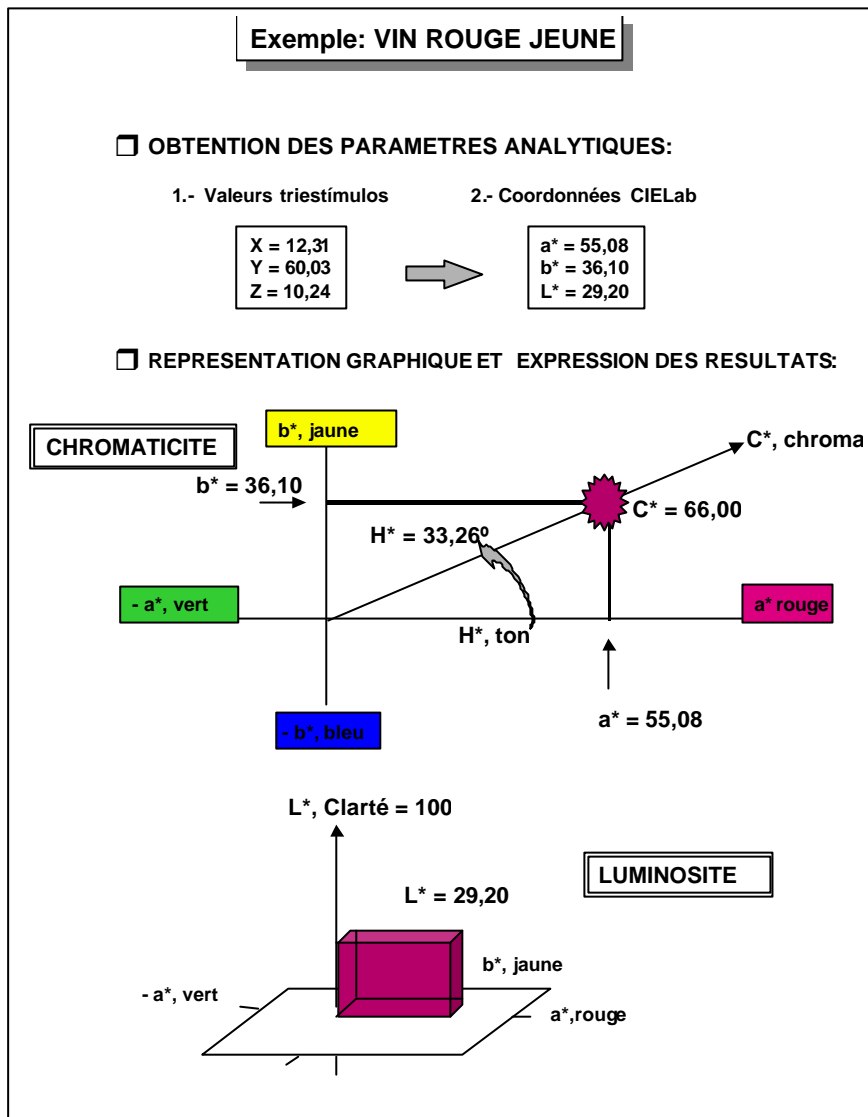 Exemple: VIN ROUGE JEUNE
OBTENTION DES PARAMETRES ANALYTIQUES:
1.- Valeurs triestímulos
2.- Coordonnées CIELab
X = 12,31
Y = 60,03
Z = 10,24
a* = 55,08
b* = 36,10
L* = 29,20
REPRESENTATION GRAPHIQUE ET EXPRESSION DES RESULTATS:
CHROMATICITE
b*, jaune
C*, chroma
b* = 36,10
C* = 66,00
H* = 33,26º
- a*, vert
a* rouge
H*, ton
a* = 55,08
- b*, bleu
L*, Clarté = 100
LUMINOSITE
L* = 29,20
b*, jaune
- a*, vert
a*,rouge